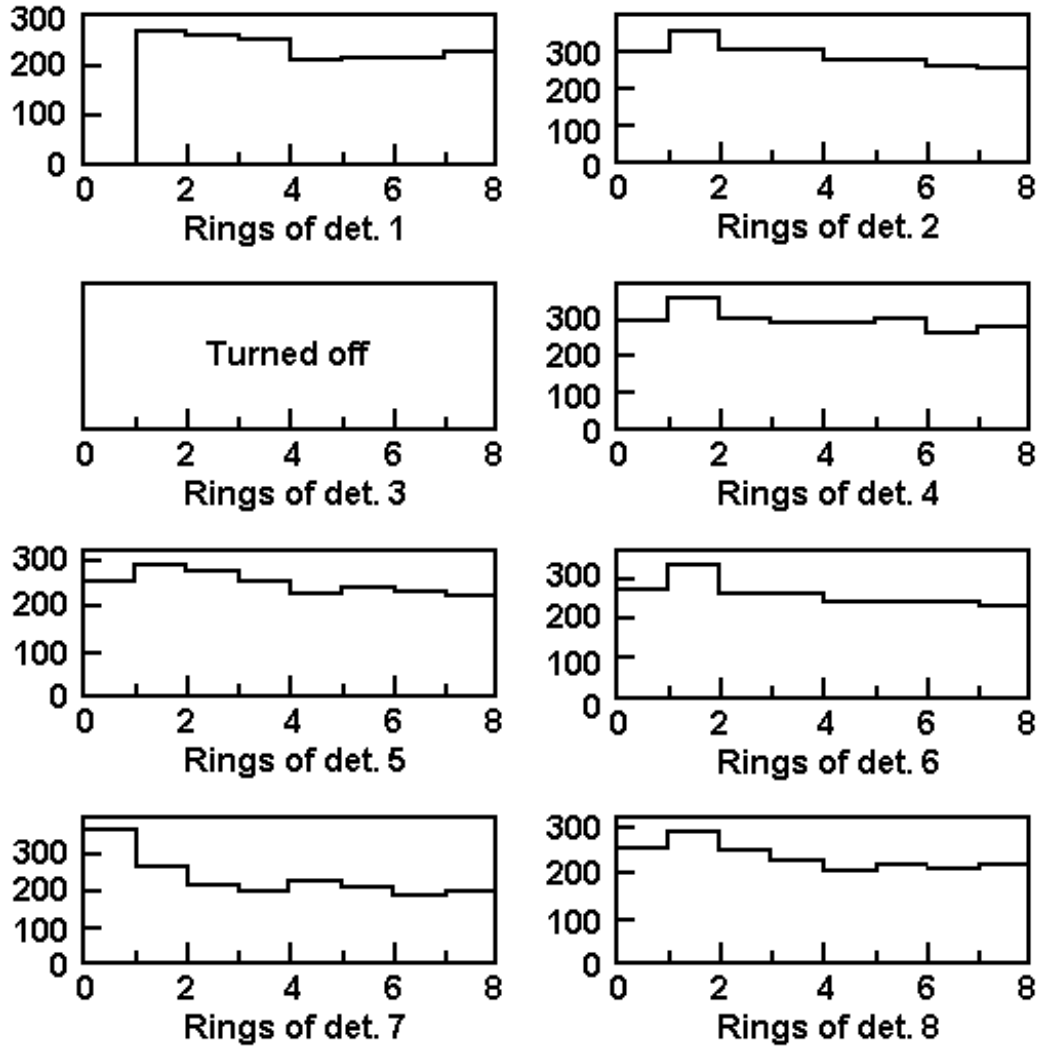 300
200
100
0
0 2 4 6 8
Rings of det. 1
300
200
100
0
0 2 4 6 8
Rings of det. 2
Turned off
0 2 4 6 8
Rings of det. 3
300
200
100
0
0 2 4 6 8
Rings of det. 4
300
200
100
0
0 2 4 6 8
Rings of det. 5
300
200
100
0
0 2 4 6 8
Rings of det. 6
300
200
100
0
0 2 4 6 8
Rings of det. 7
300
200
100
0
0 2 4 6 8
Rings of det. 8